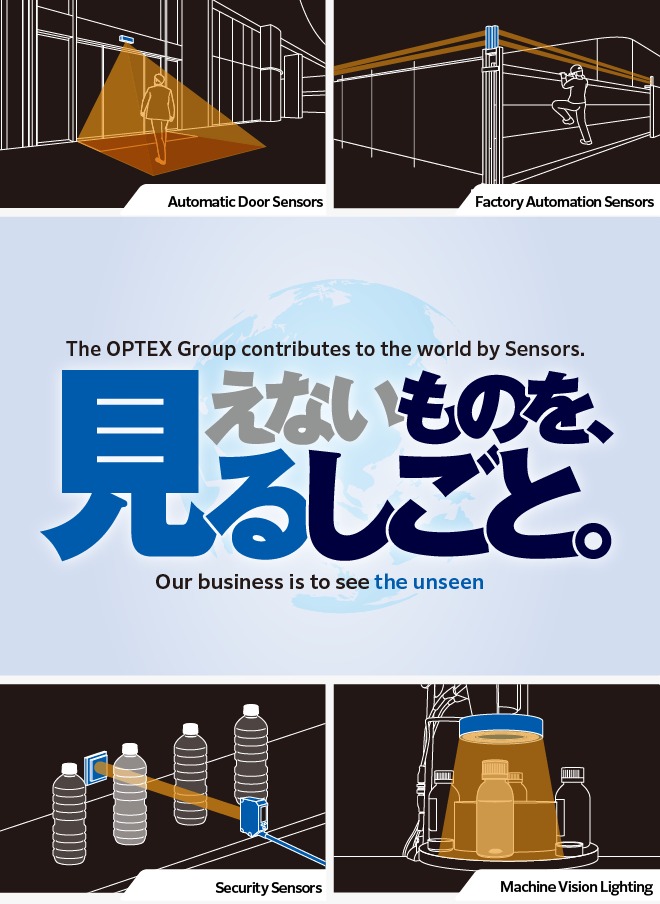 Automatic Door Sensors
Factory Automation Sensors
The OPTEX Group contributes to the world by Sensors.
見えないものを、
見るしごと。
Our business is to see the unseen
Security Sensors
Machine Vision Lighting